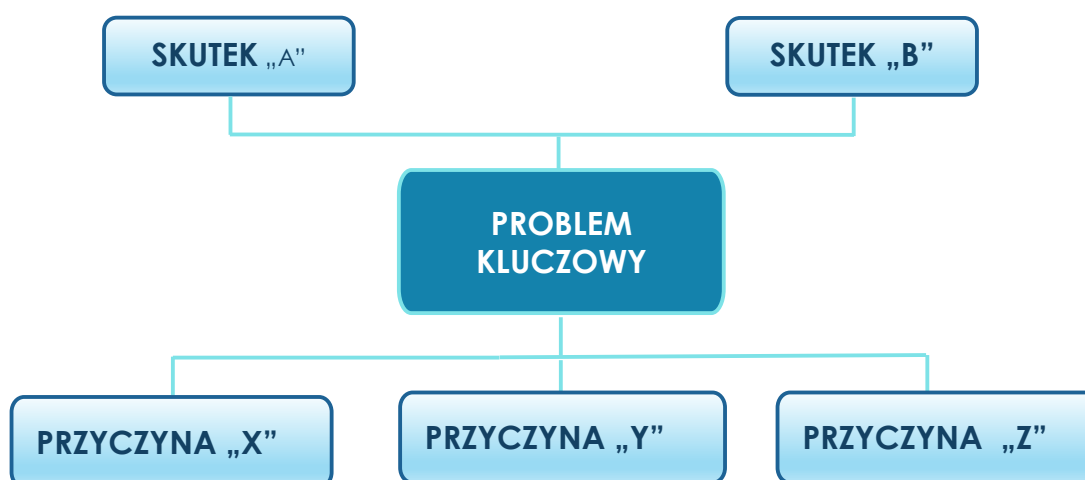 SKUTEK „A”
SKUTEK „B”
PROBLEM
KLUCZOWY
PRZYCZYNA „X”
PRZYCZYNA „Y”
PRZYCZYNA „Z”